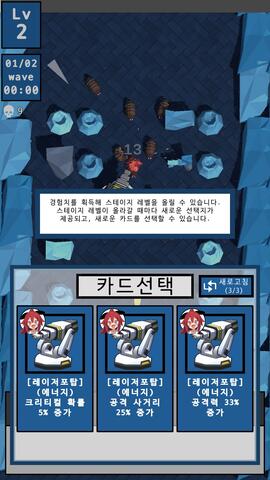 Lv
2
01/02
wave
00:00
9
13
경험치를 획득해 스테이지 레벨을 올릴 수 있습니다.
스테이지 레벨이 올라갈 때마다 새로운 선택지가
제공되고, 새로운 카드를 선택할 수 있습니다.
카드선택
새로고침
(3/3)
[레이저포탑]
(에너지)
크리티컬 확률
5% 증가
[레이저포탑]
(에너지)
공격 사거리
25% 증가
[레이저포탑]
(에너지)
공격력 33%
증가